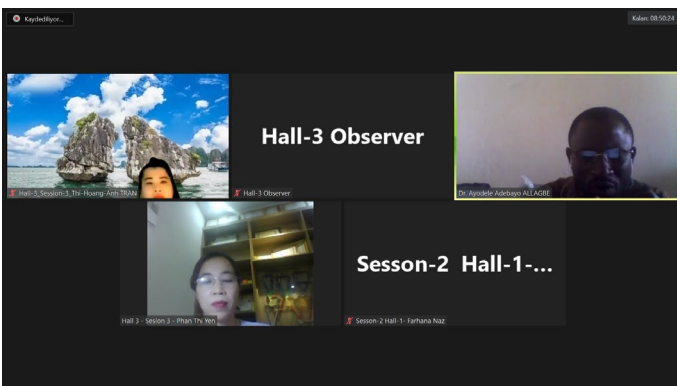 Kaydediliyor...
Kalan: 08:50:24
Hall-3_Session-3_Thi-Hoang-Anh TRAN
Hall-3 Observer
Hall-3 Observer
Dr. Ayodele Adebayo ALLAGBE
Hall 3 - Sesion 3 - Phan Thi Yen
Sesson-2 Hall-1-...
Session-2 Hall-1- Farhana Naz